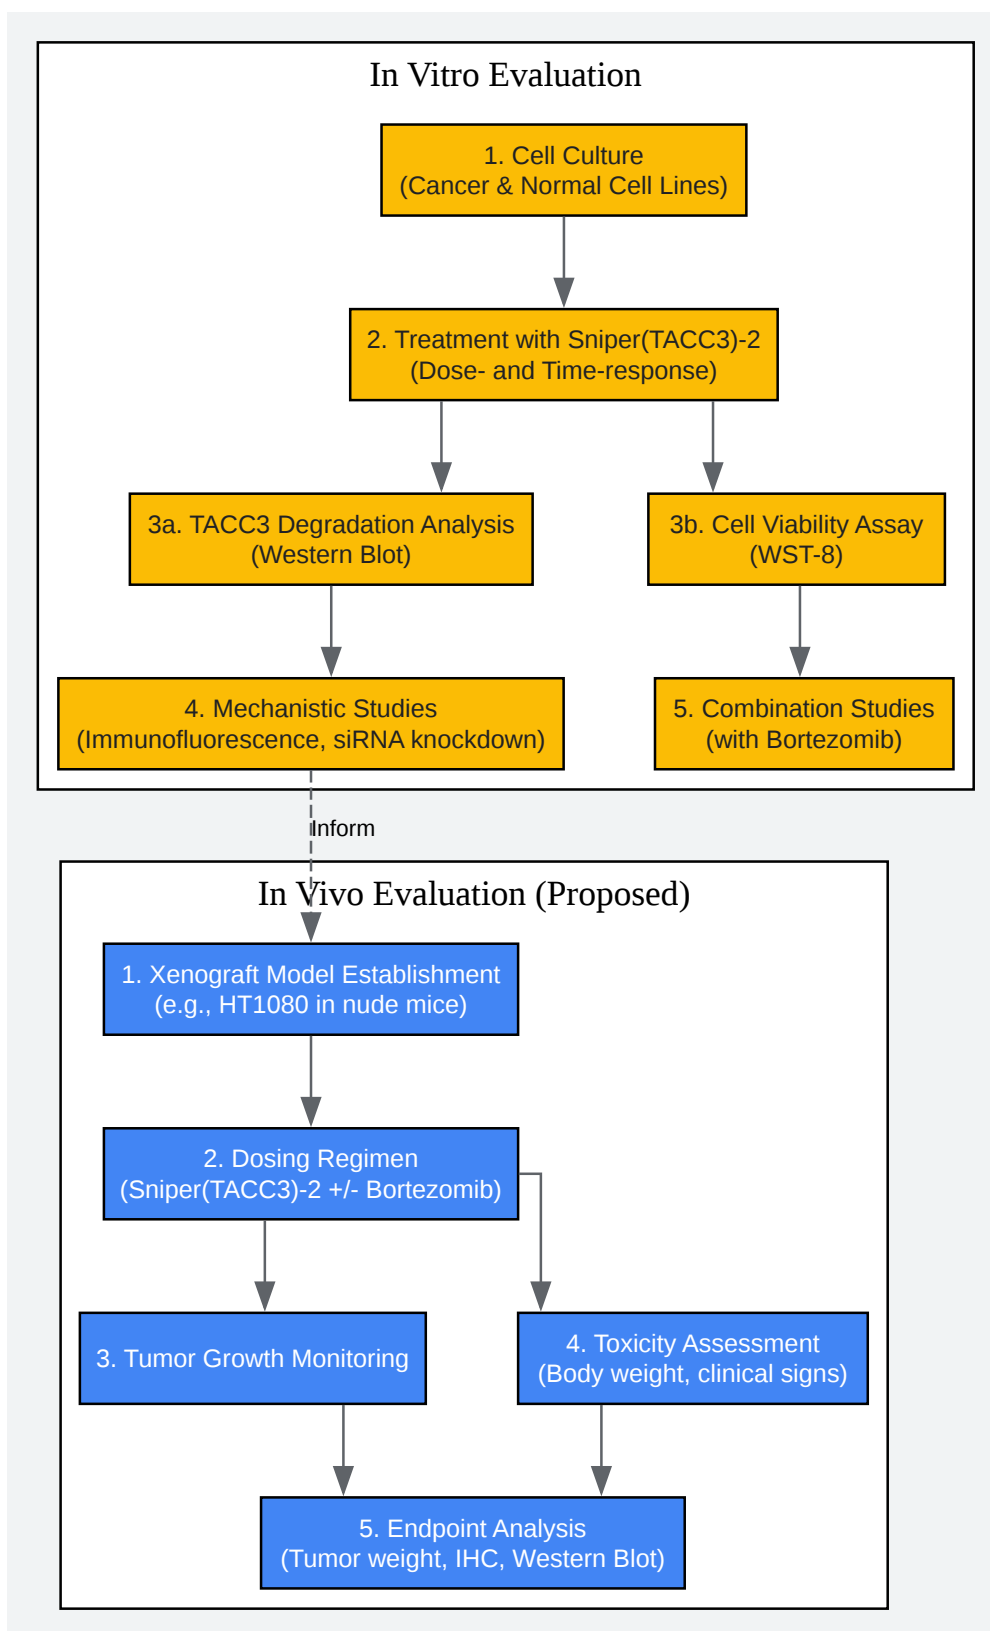 In Vitro Evaluation
1. Cell Culture
(Cancer & Normal Cell Lines)
2. Treatment with Sniper(TACC3)-2
(Dose- and Time-response)
3a. TACC3 Degradation Analysis
(Western Blot)
3b. Cell Viability Assay
(WST-8)
4. Mechanistic Studies
(Immunofluorescence, siRNA knockdown)
5. Combination Studies
(with Bortezomib)
Inform
In Vivo Evaluation (Proposed)
1. Xenograft Model Establishment
(e.g., HT1080 in nude mice)
2. Dosing Regimen
(Sniper(TACC3)-2 +/- Bortezomib)
3. Tumor Growth Monitoring
4. Toxicity Assessment
(Body weight, clinical signs)
5. Endpoint Analysis
(Tumor weight, IHC, Western Blot)